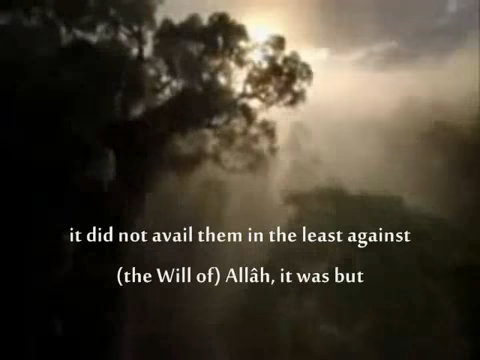 it did not avail them in the least against
(the Will of) Allâh, it was but